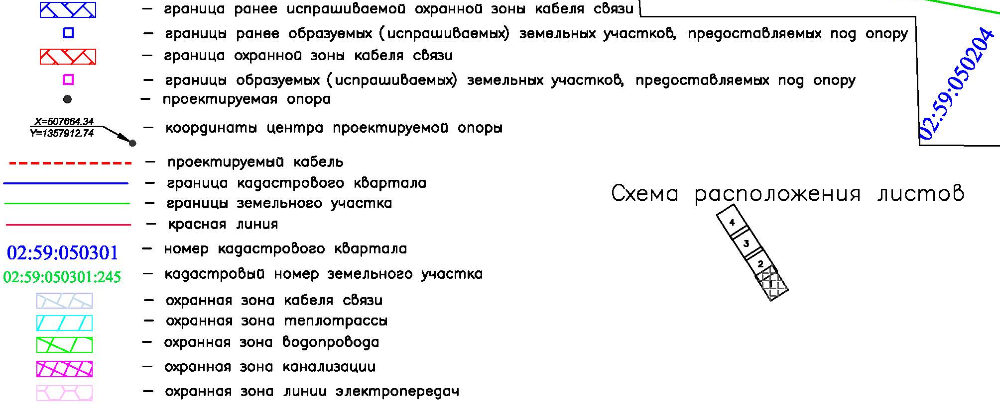 – граница ранее испрашиваемой охранной зоны кабеля связи
– границы ранее образуемых (испрашиваемых) земельных участков, предоставляемых под опору
– граница охранной зоны кабеля связи
– границы образуемых (испрашиваемых) земельных участков, предоставляемых под опору
– проектируемая опора
X=507664.34
Y=1357912.74
– координаты центра проектируемой опоры
– проектируемый кабель
– граница кадастрового квартала
– границы земельного участка
– красная линия
02:59:050301 – номер кадастрового квартала
02:59:050301:245 – кадастровый номер земельного участка
– охранная зона кабеля связи
– охранная зона теплотрассы
– охранная зона водопровода
– охранная зона канализации
– охранная зона линии электропередач
02:59:050204
Схема расположения листов
4
3
2
1